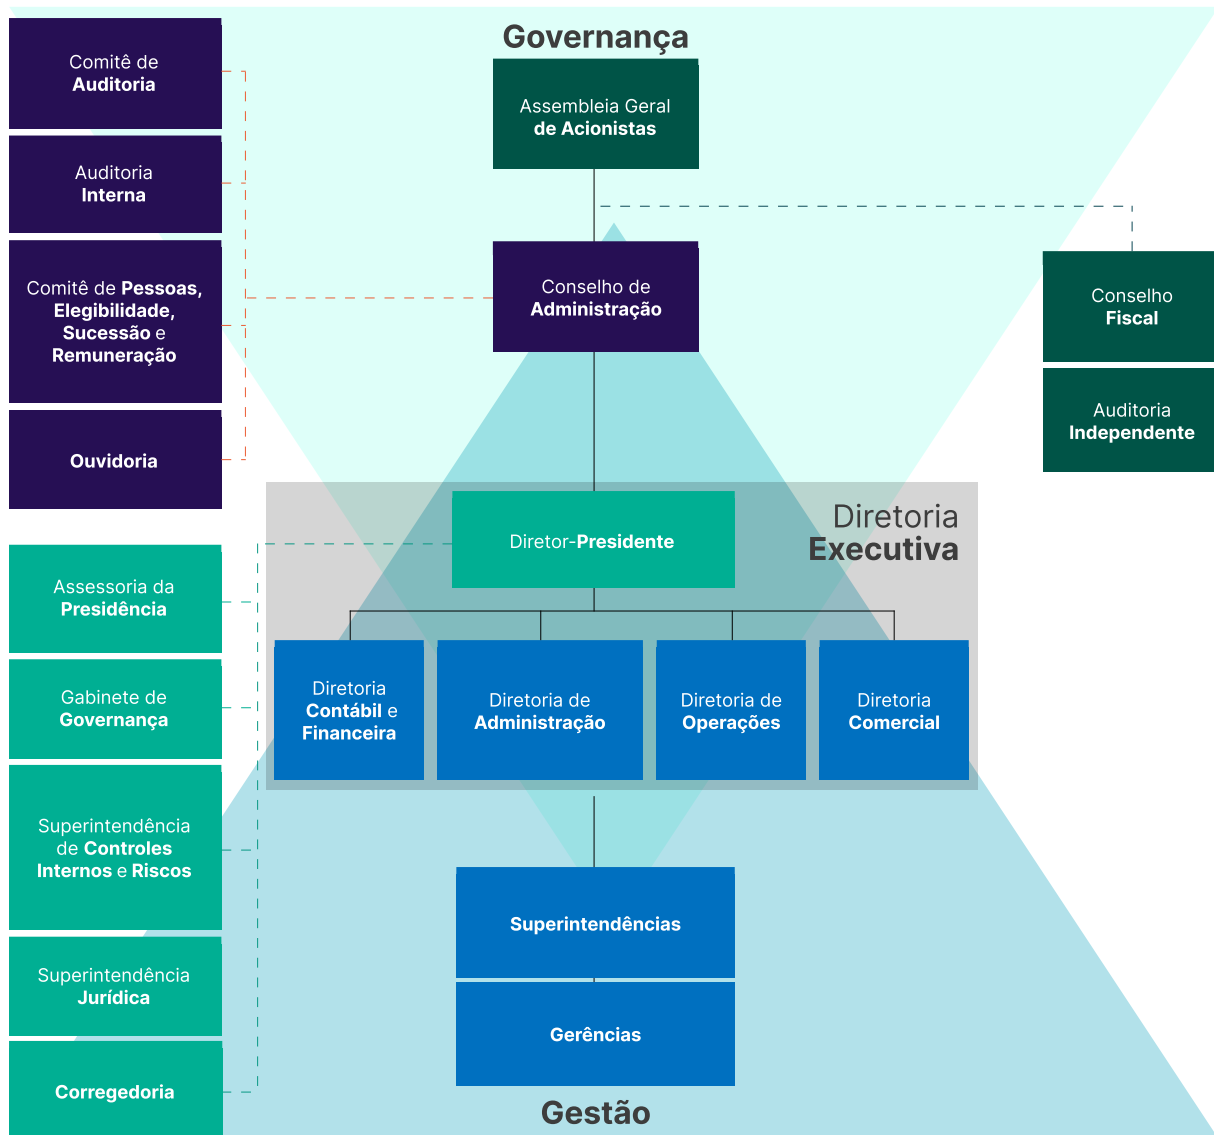 Governança
Assembleia Geral
de Acionistas
Comitê de
Auditoria
Auditoria
Interna
Comitê de Pessoas,
Elegibilidade,
Sucessão e
Remuneração
Ouvidoria
Conselho de
Administração
Conselho
Fiscal
Auditoria
Independente
Diretoria
Executiva
Diretor-Presidente
Assessoria da
Presidência
Gabinete de
Governança
Superintendência
de Controles
Internos e Riscos
Superintendência
Jurídica
Corregedoria
Diretoria
Contábil e
Financeira
Diretoria de
Administração
Diretoria de
Operações
Diretoria
Comercial
Superintendências
Gerências
Gestão